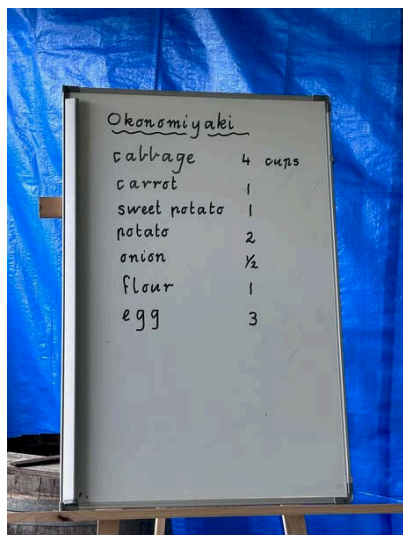 Okonomiyaki
cabbage 4 cups
carrot 1
sweet potato 1
potato 2
onion ½
flour 1
egg 3